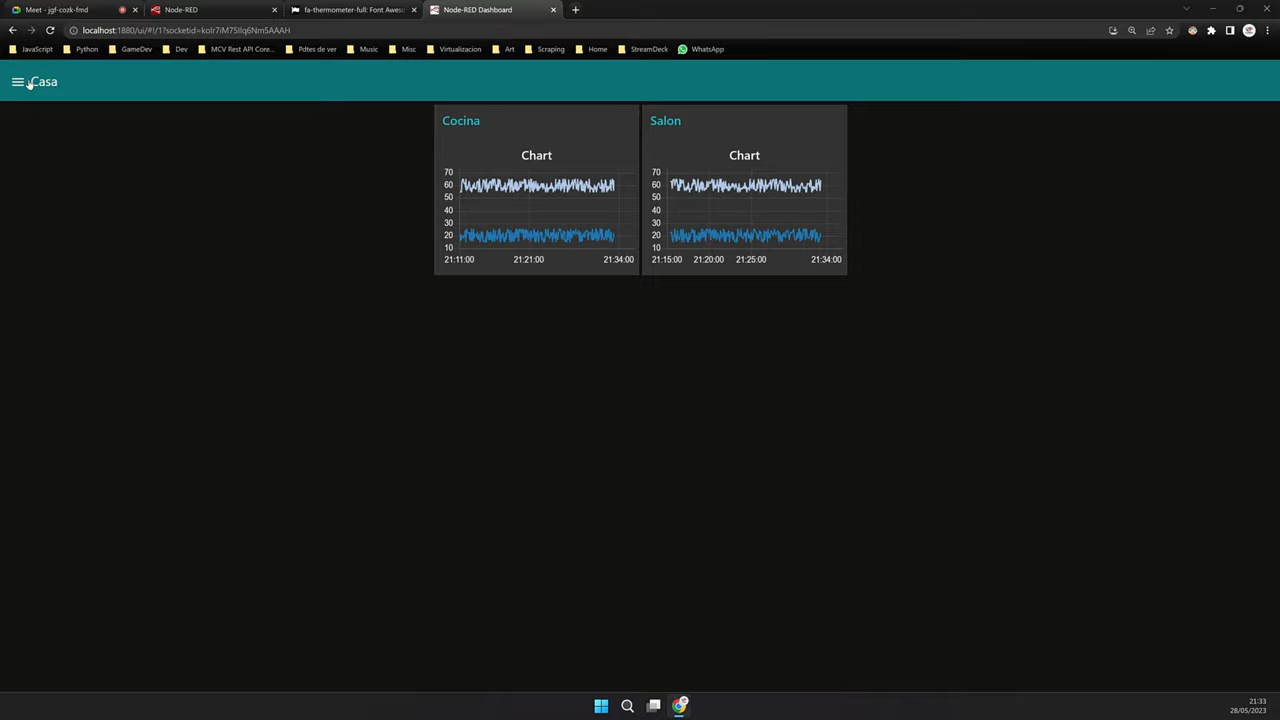 Meet - jgf-cozk-fmd
Node-RED
fa-thermometer-full: Font Aweso
Node-RED Dashboard
localhost:1880/ui/#!/1?socketid=kolr7iM75Ilq6Nm5AAAH
JavaScript Python GameDev Dev MCV Rest API Core... Pdtes de ver Music Misc Virtualizacion Art Scraping Home StreamDeck WhatsApp
Casa
Cocina
Chart
70
60
50
40
30
20
10
21:11:00 21:21:00 21:34:00
Salon
Chart
70
60
50
40
30
20
10
21:15:00 21:20:00 21:25:00 21:34:00
21:33
28/05/2023